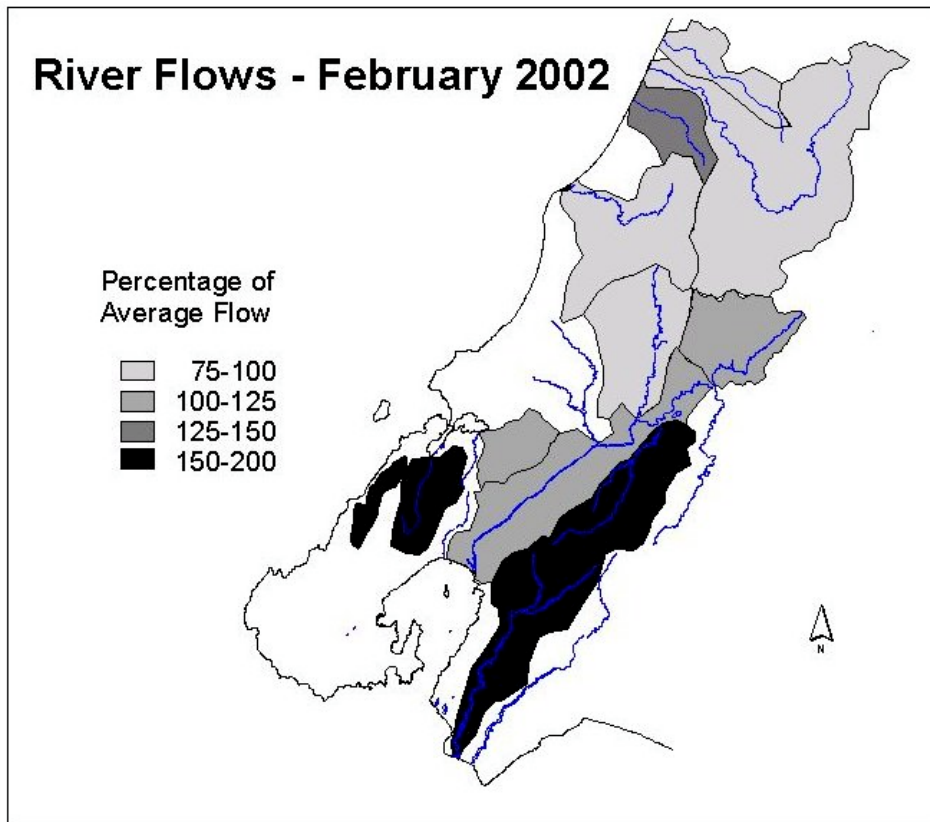 River Flows - February 2002
Percentage of
Average Flow
75-100
100-125
125-150
150-200
N